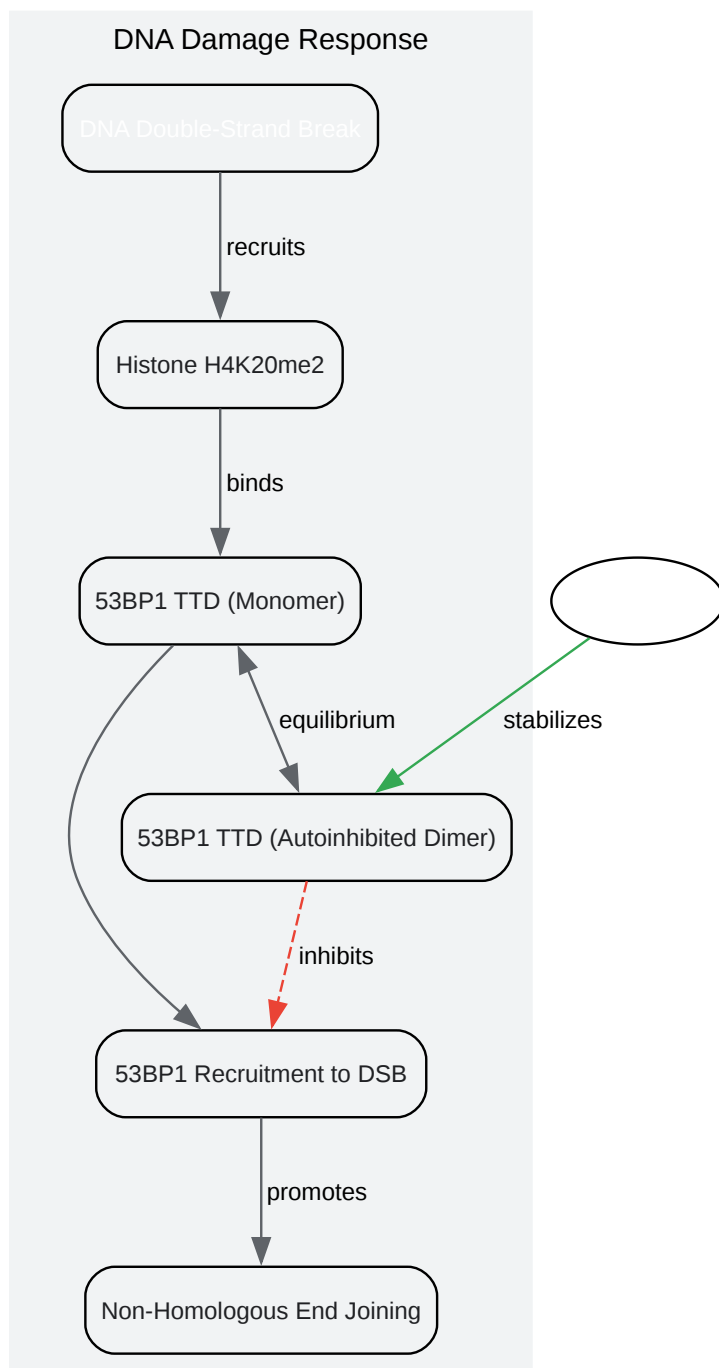 DNA Damage Response
DNA Double-Strand Break
recruits
Histone H4K20me2
binds
53BP1 TTD (Monomer)
equilibrium
stabilizes
53BP1 TTD (Autoinhibited Dimer)
inhibits
53BP1 Recruitment to DSB
promotes
Non-Homologous End Joining